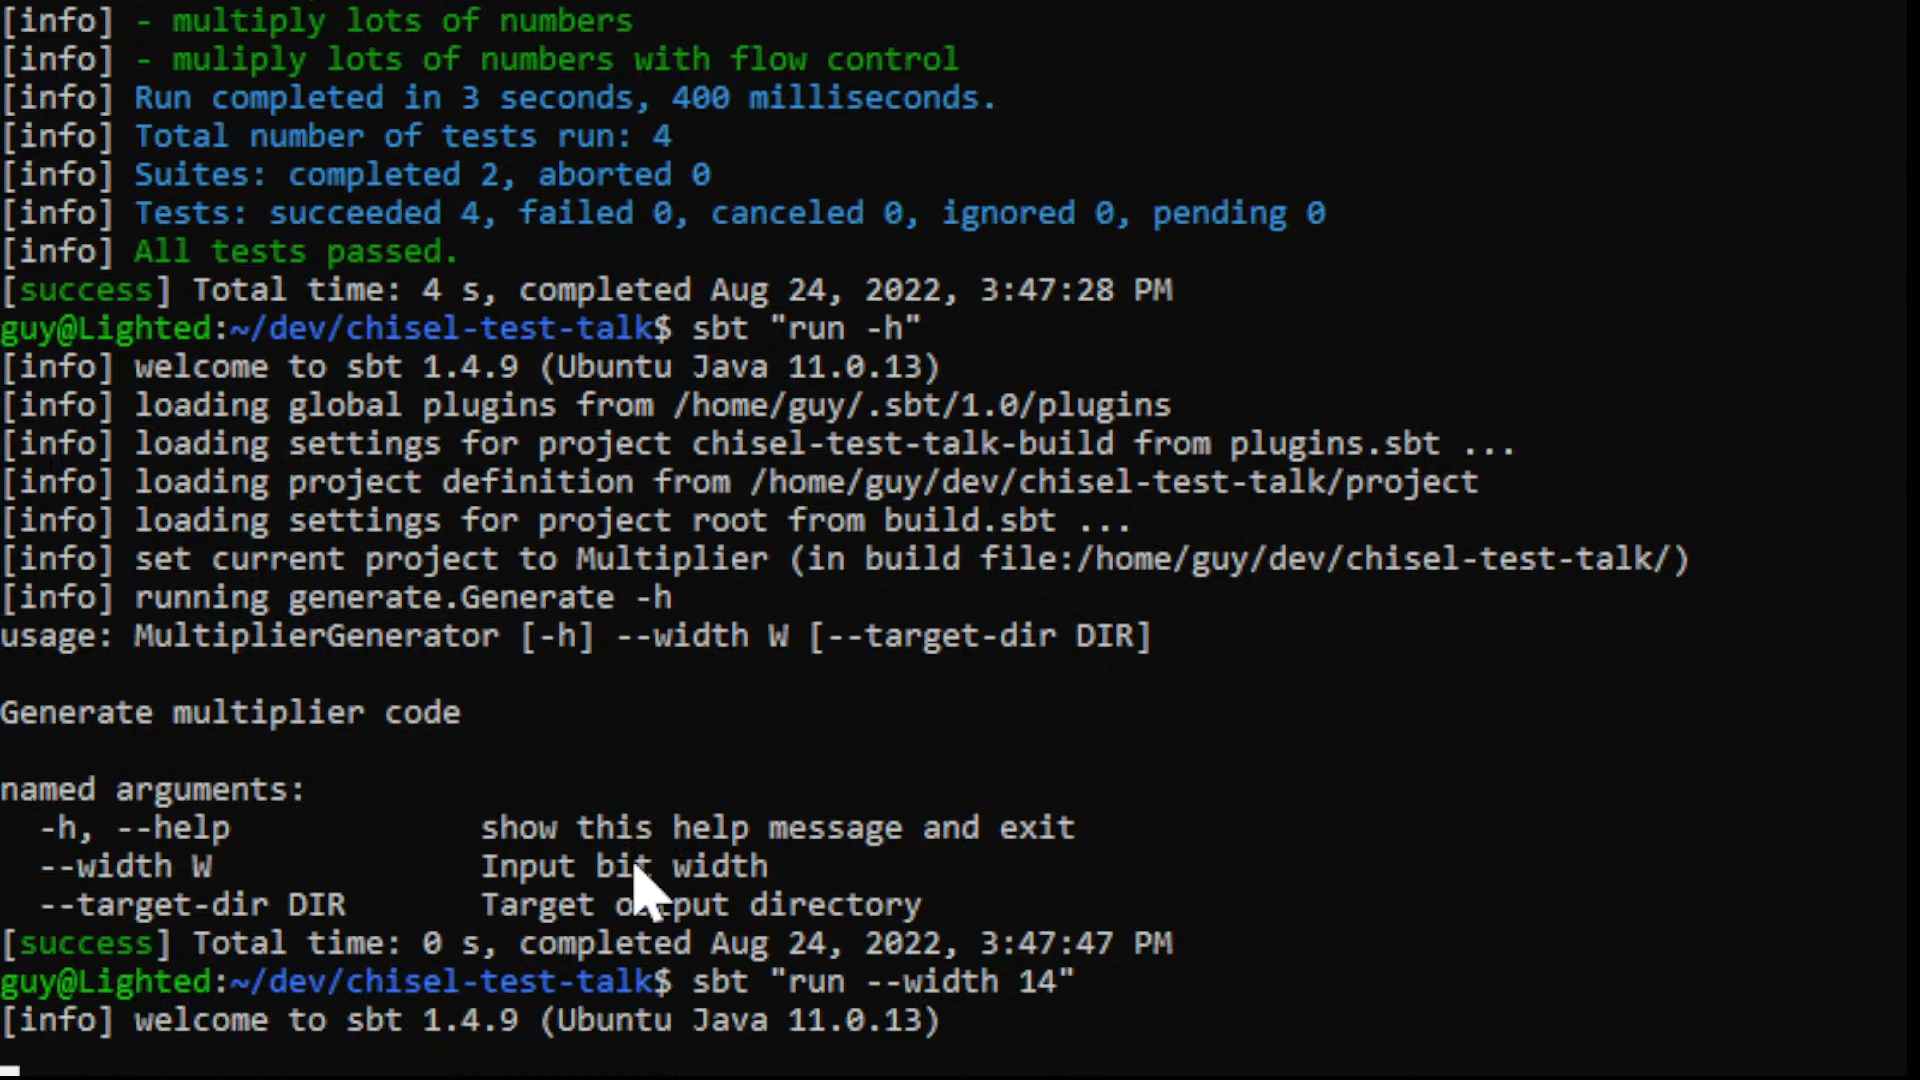 [info] - multiply lots of numbers
[info] - muliply lots of numbers with flow control
[info] Run completed in 3 seconds, 400 milliseconds.
[info] Total number of tests run: 4
[info] Suites: completed 2, aborted 0
[info] Tests: succeeded 4, failed 0, canceled 0, ignored 0, pending 0
[info] All tests passed.
[success] Total time: 4 s, completed Aug 24, 2022, 3:47:28 PM
guy@Lighted:~/dev/chisel-test-talk$ sbt "run -h"
[info] welcome to sbt 1.4.9 (Ubuntu Java 11.0.13)
[info] loading global plugins from /home/guy/.sbt/1.0/plugins
[info] loading settings for project chisel-test-talk-build from plugins.sbt ...
[info] loading project definition from /home/guy/dev/chisel-test-talk/project
[info] loading settings for project root from build.sbt ...
[info] set current project to Multiplier (in build file:/home/guy/dev/chisel-test-talk/)
[info] running generate.Generate -h
usage: MultiplierGenerator [-h] --width W [--target-dir DIR]
Generate multiplier code
named arguments:
-h, --help show this help message and exit
--width W Input bit width
--target-dir DIR Target output directory
[success] Total time: 0 s, completed Aug 24, 2022, 3:47:47 PM
guy@Lighted:~/dev/chisel-test-talk$ sbt "run --width 14"
[info] welcome to sbt 1.4.9 (Ubuntu Java 11.0.13)